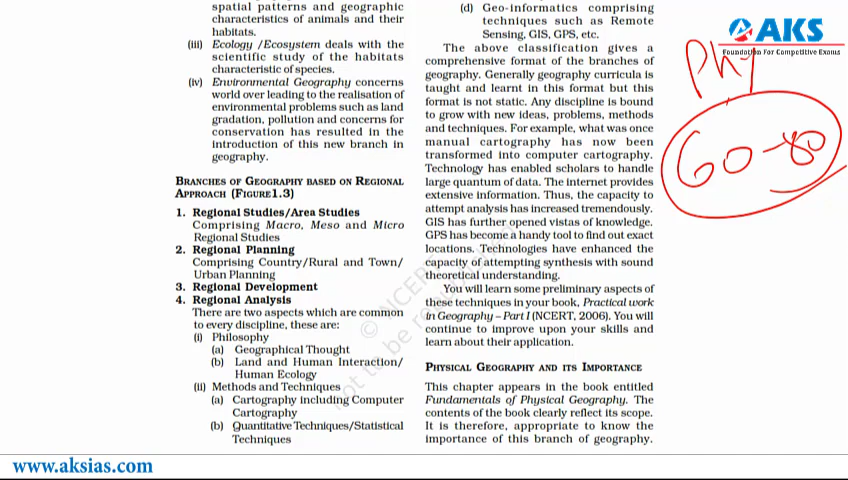 spatial patterns and geographic
characteristics of animals and their
habitats.
(iii) Ecology /Ecosystem deals with the
scientific study of the habitats
characteristic of species.
(iv) Environmental Geography concerns
world over leading to the realisation of
environmental problems such as land
gradation, pollution and concerns for
conservation has resulted in the
introduction of this new branch in
geography.
BRANCHES OF GEOGRAPHY BASED ON REGIONAL
APPROACH (FIGURE1.3)
1. Regional Studies/Area Studies
Comprising Macro, Meso and Micro
Regional Studies
2. Regional Planning
Comprising Country/Rural and Town/
Urban Planning
3. Regional Development
4. Regional Analysis
There are two aspects which are common
to every discipline, these are:
(i) Philosophy
(a) Geographical Thought
(b) Land and Human Interaction/
Human Ecology
(ii) Methods and Techniques
(a) Cartography including Computer
Cartography
(b) Quantitative Techniques/Statistical
Techniques
(d) Geo-informatics comprising
techniques such as Remote
Sensing, GIS, GPS, etc.
The above classification gives a
comprehensive format of the branches of
geography. Generally geography curricula is
taught and learnt in this format but this
format is not static. Any discipline is bound
to grow with new ideas, problems, methods
and techniques. For example, what was once
manual cartography has now been
transformed into computer cartography.
Technology has enabled scholars to handle
large quantum of data. The internet provides
extensive information. Thus, the capacity to
attempt analysis has increased tremendously.
GIS has further opened vistas of knowledge.
GPS has become a handy tool to find out exact
locations. Technologies have enhanced the
capacity of attempting synthesis with sound
theoretical understanding.
You will learn some preliminary aspects of
these techniques in your book, Practical work
in Geography – Part I (NCERT, 2006). You will
continue to improve upon your skills and
learn about their application.
PHYSICAL GEOGRAPHY AND ITS IMPORTANCE
This chapter appears in the book entitled
Fundamentals of Physical Geography. The
contents of the book clearly reflect its scope.
It is therefore, appropriate to know the
importance of this branch of geography.
© NCERT
not to be republished
AKS
Foundation For Competitive Exams
Phy
60-80
www.aksias.com